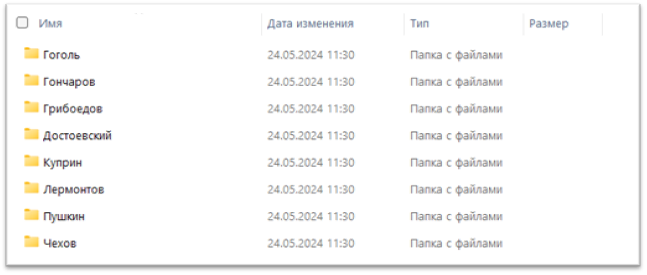 Имя Дата изменения Тип Размер
Гоголь 24.05.2024 11:30 Папка с файлами
Гончаров 24.05.2024 11:30 Папка с файлами
Грибоедов 24.05.2024 11:30 Папка с файлами
Достоевский 24.05.2024 11:30 Папка с файлами
Куприн 24.05.2024 11:30 Папка с файлами
Лермонтов 24.05.2024 11:30 Папка с файлами
Пушкин 24.05.2024 11:30 Папка с файлами
Чехов 24.05.2024 11:30 Папка с файлами